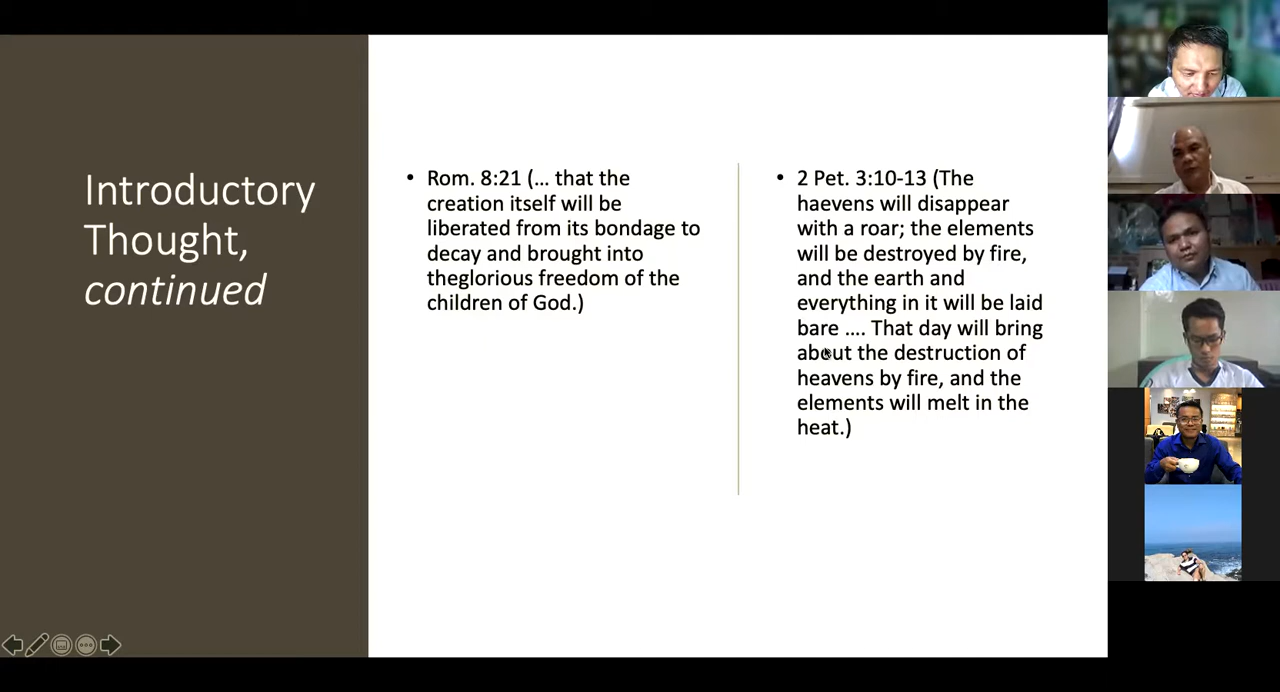 Introductory
Thought,
continued
• Rom. 8:21 (… that the
creation itself will be
liberated from its bondage to
decay and brought into
theglorious freedom of the
children of God.)
• 2 Pet. 3:10-13 (The
haevens will disappear
with a roar; the elements
will be destroyed by fire,
and the earth and
everything in it will be laid
bare …. That day will bring
about the destruction of
heavens by fire, and the
elements will melt in the
heat.)